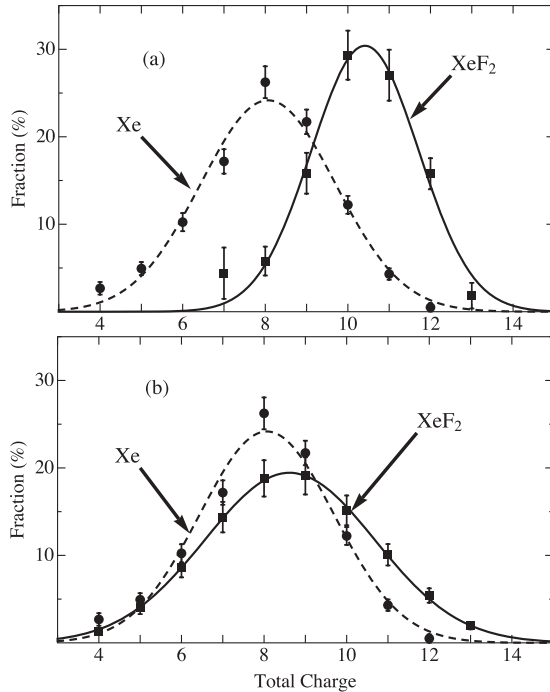 (a)
Xe
XeF2
Fraction (%)
30
20
10
4 6 8 10 12 14
(b)
Xe
XeF2
Fraction (%)
30
20
10
4 6 8 10 12 14
Total Charge